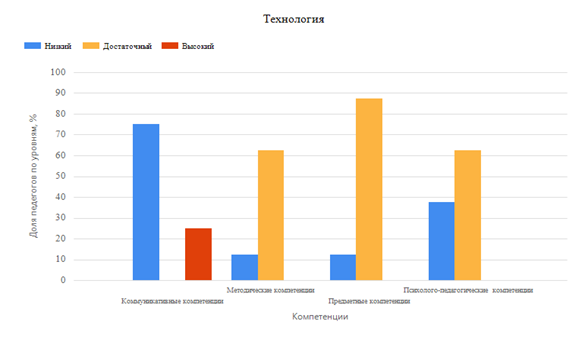 Технология
Низкий Достаточный Высокий
Доля педегогов по уровням, %
100
90
80
70
60
50
40
30
20
10
0
Коммуникативные компетенции
Методические компетенции
Предметные компетенции
Психолого-педагогические компетенции
Компетенции